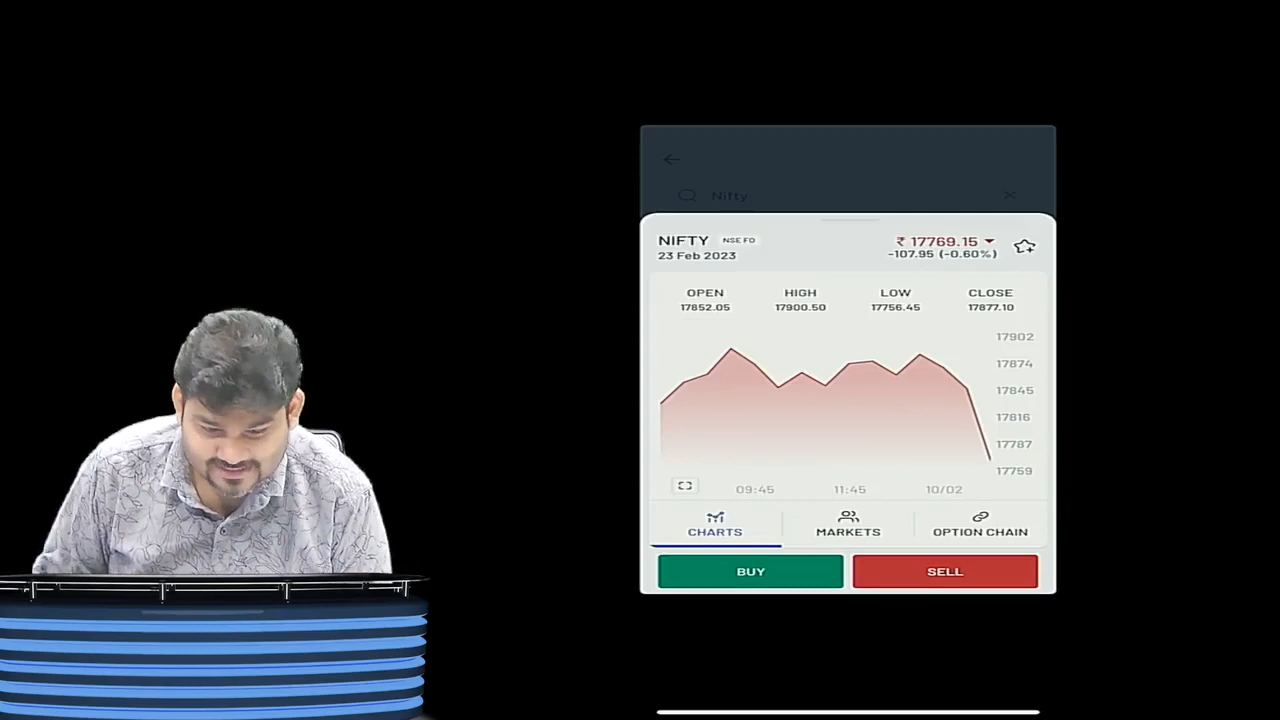 Nifty
NIFTY NSE FO
23 Feb 2023
₹ 17769.15
-107.95 (-0.60%)
OPEN HIGH LOW CLOSE
17852.05 17900.50 17756.45 17877.10
17902
17874
17845
17816
17787
17759
09:45 11:45 10/02
CHARTS MARKETS OPTION CHAIN
BUY SELL